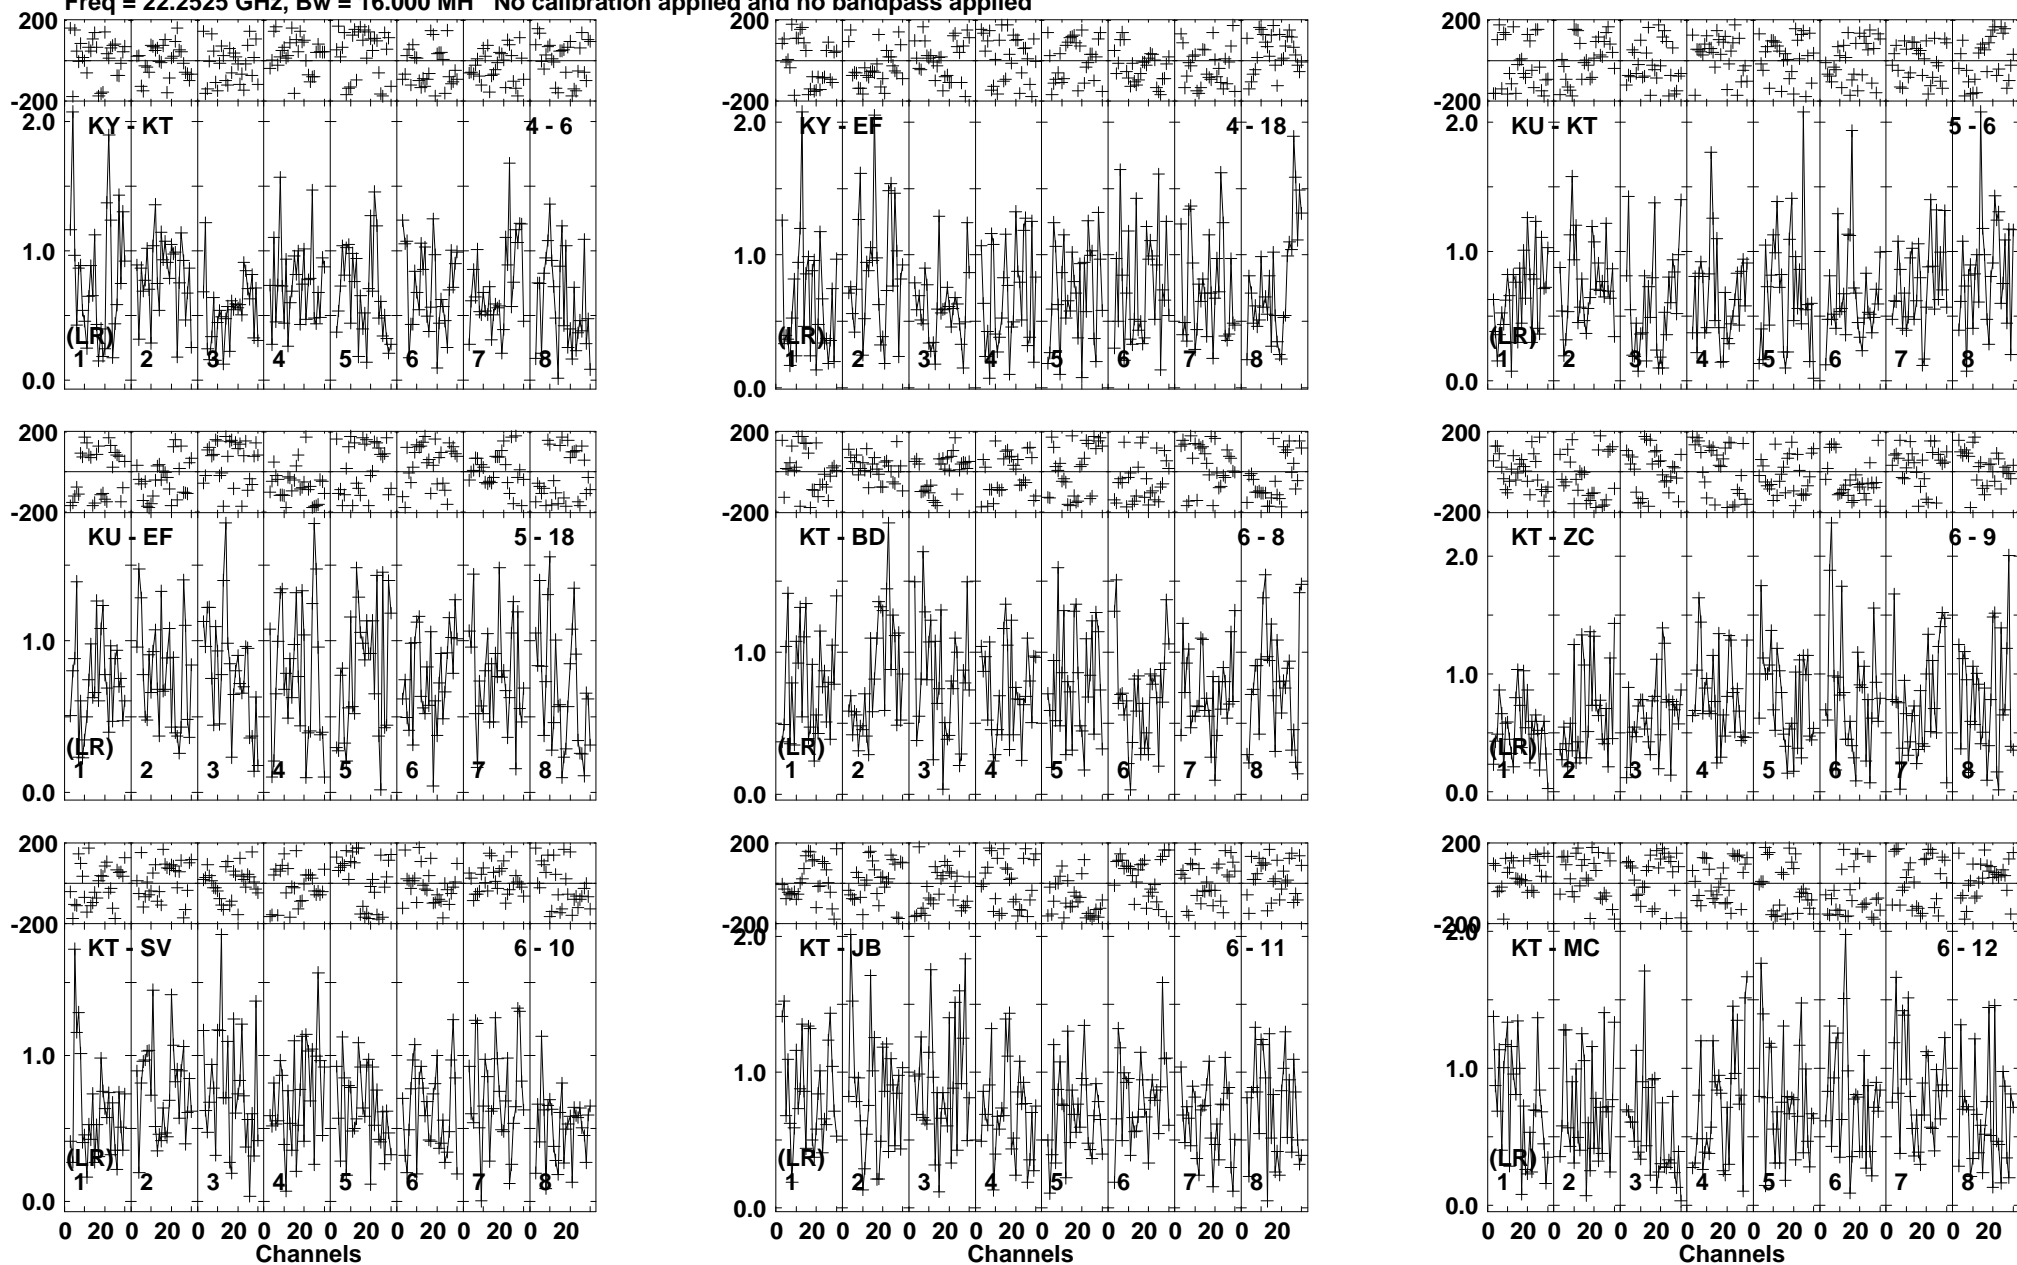 Freq = 22.2525 GHz, Bw = 16.000 MH No calibration applied and no bandpass applied
200 200 200
-200 -200 -200
KY - KT 4 - 6 KY - EF 4 - 18 KU - KT 5 - 6
2.0 2.0 2.0
1.0 1.0 1.0
(LR) (LR) (LR)
1 2 3 4 5 6 7 8 1 2 3 4 5 6 7 8 1 2 3 4 5 6 7 8
0.0 0.0 0.0
200 200 200
-200 -200 -200
KU - EF 5 - 18 KT - BD 6 - 8 KT - ZC 6 - 9
2.0
1.0 1.0 1.0
(LR) (LR) (LR)
1 2 3 4 5 6 7 8 1 2 3 4 5 6 7 8 1 2 3 4 5 6 7 8
0.0 0.0 0.0
200 200 200
-200 -200 -200
2.0 2.0
KT - SV 6 - 10 KT - JB 6 - 11 KT - MC 6 - 12
1.0 1.0 1.0
(LR) (LR) (LR)
1 2 3 4 5 6 7 8 1 2 3 4 5 6 7 8 1 2 3 4 5 6 7 8
0.0 0.0 0.0
0 20 0 20 0 20 0 20 0 20 0 20 0 20 0 20 0 20 0 20 0 20 0 20 0 20 0 20 0 20 0 20 0 20 0 20 0 20 0 20 0 20 0 20 0 20 0 20
Channels Channels Channels